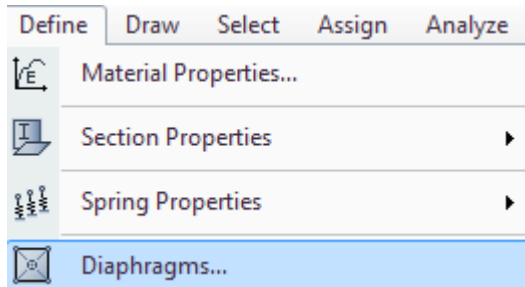 Define Draw Select Assign Analyze
Material Properties...
Section Properties
Spring Properties
Diaphragms...